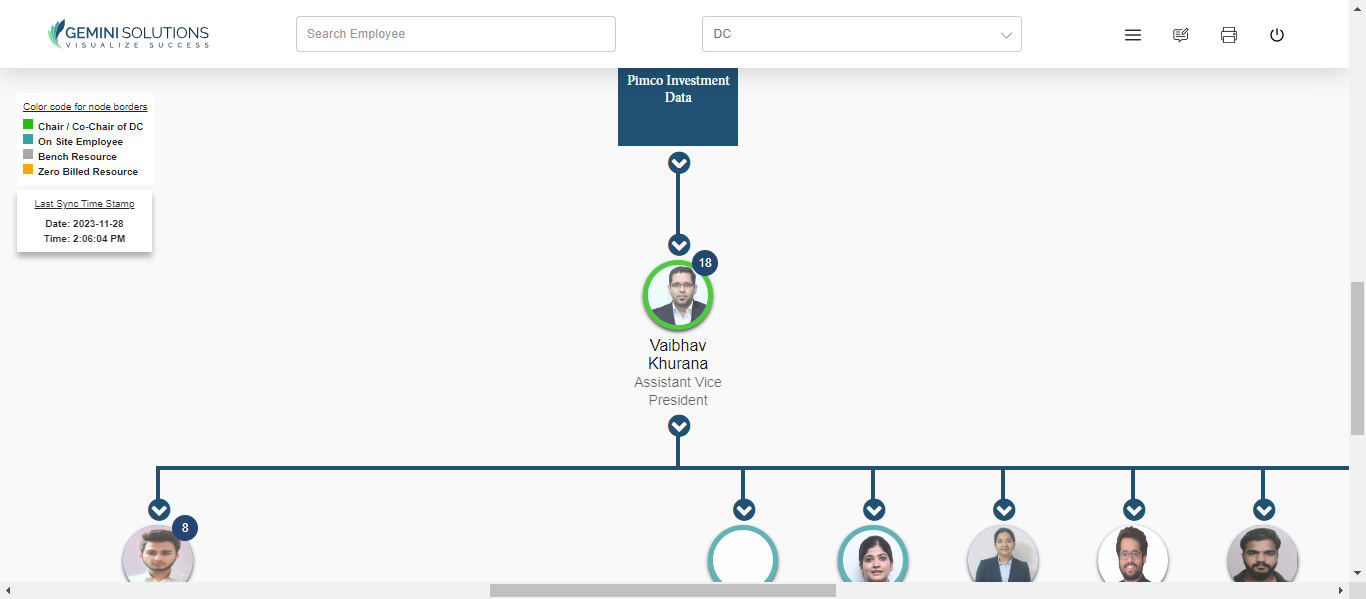 GEMINI SOLUTIONS
VISUALIZE SUCCESS
Search Employee
DC
Pimco Investment
Data
Color code for node borders
Chair / Co-Chair of DC
On Site Employee
Bench Resource
Zero Billed Resource
Last Sync Time Stamp
Date: 2023-11-28
Time: 2:06:04 PM
18
Vaibhav
Khurana
Assistant Vice
President
8